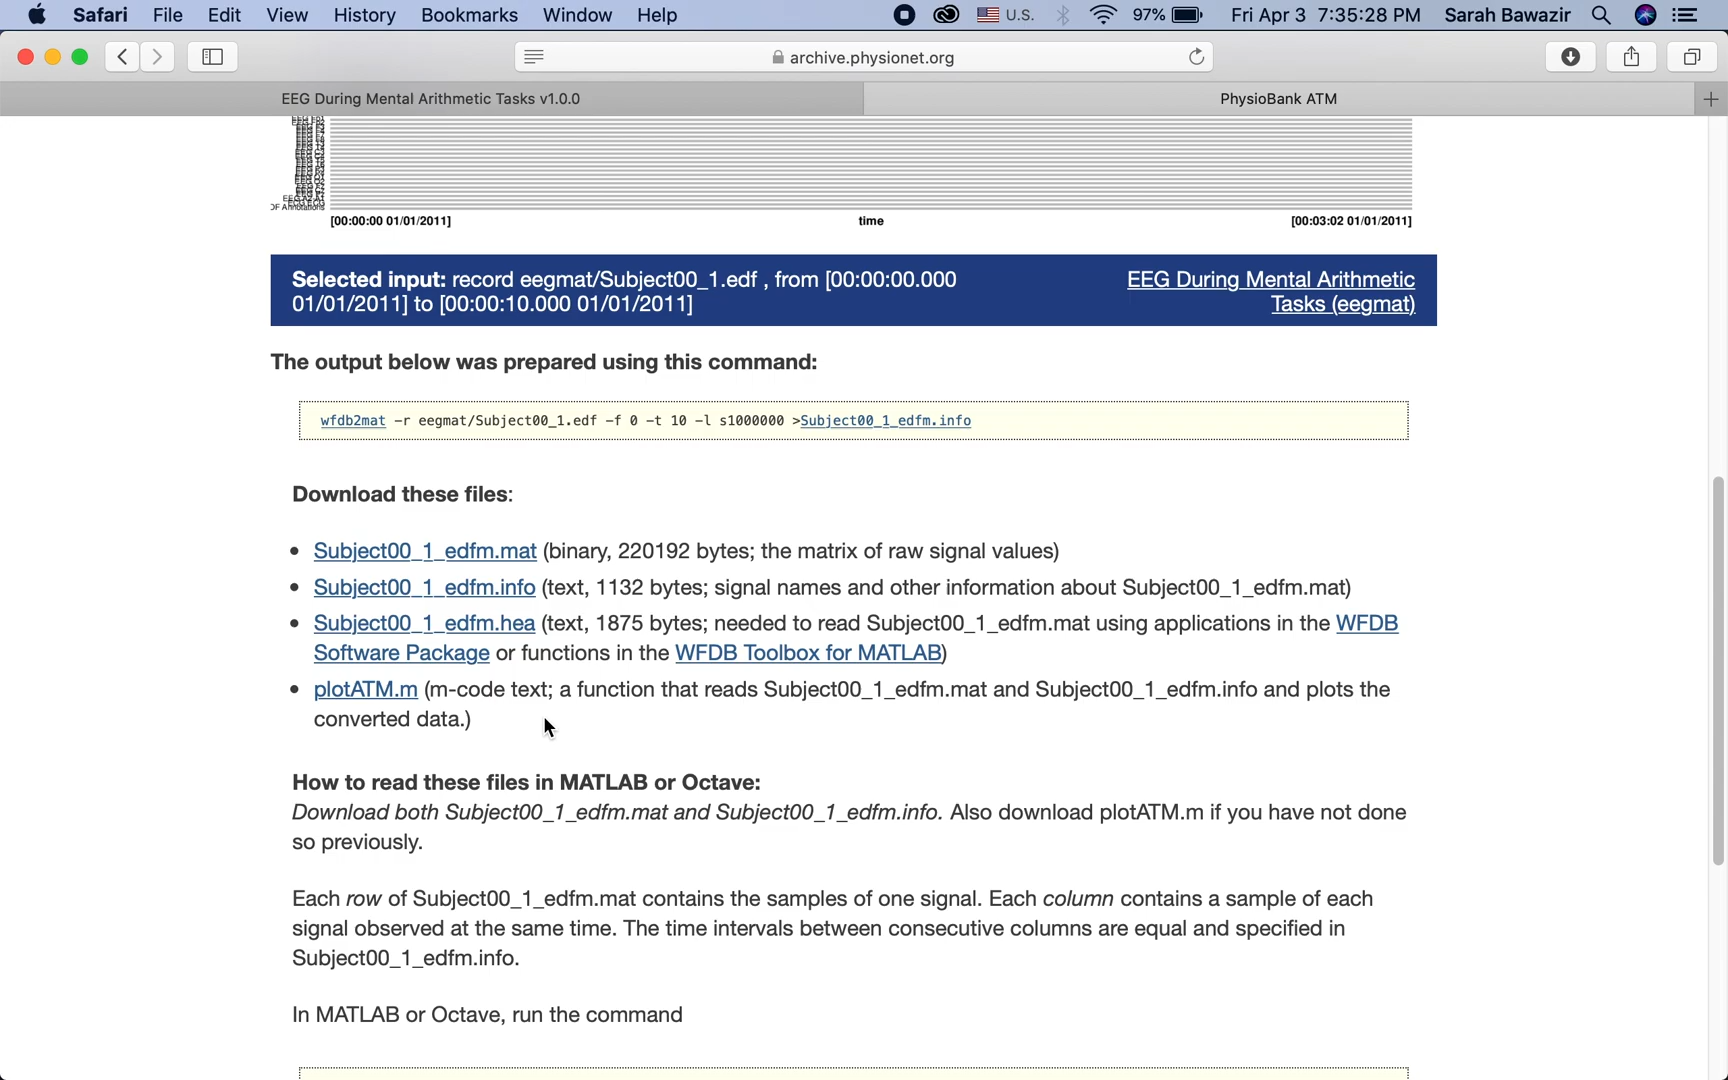 Safari File Edit View History Bookmarks Window Help U.S. 97% Fri Apr 3 7:35:28 PM Sarah Bawazir
archive.physionet.org
EEG During Mental Arithmetic Tasks v1.0.0 PhysioBank ATM
[00:00:00 01/01/2011] time [00:03:02 01/01/2011]
Selected input: record eegmat/Subject00_1.edf , from [00:00:00.000
01/01/2011] to [00:00:10.000 01/01/2011]
EEG During Mental Arithmetic
Tasks (eegmat)
The output below was prepared using this command:
wfdb2mat -r eegmat/Subject00_1.edf -f 0 -t 10 -l s1000000 >Subject00_1_edfm.info
Download these files:
• Subject00_1_edfm.mat (binary, 220192 bytes; the matrix of raw signal values)
• Subject00_1_edfm.info (text, 1132 bytes; signal names and other information about Subject00_1_edfm.mat)
• Subject00_1_edfm.hea (text, 1875 bytes; needed to read Subject00_1_edfm.mat using applications in the WFDB
Software Package or functions in the WFDB Toolbox for MATLAB)
• plotATM.m (m-code text; a function that reads Subject00_1_edfm.mat and Subject00_1_edfm.info and plots the
converted data.)
How to read these files in MATLAB or Octave:
Download both Subject00_1_edfm.mat and Subject00_1_edfm.info. Also download plotATM.m if you have not done
so previously.
Each row of Subject00_1_edfm.mat contains the samples of one signal. Each column contains a sample of each
signal observed at the same time. The time intervals between consecutive columns are equal and specified in
Subject00_1_edfm.info.
In MATLAB or Octave, run the command